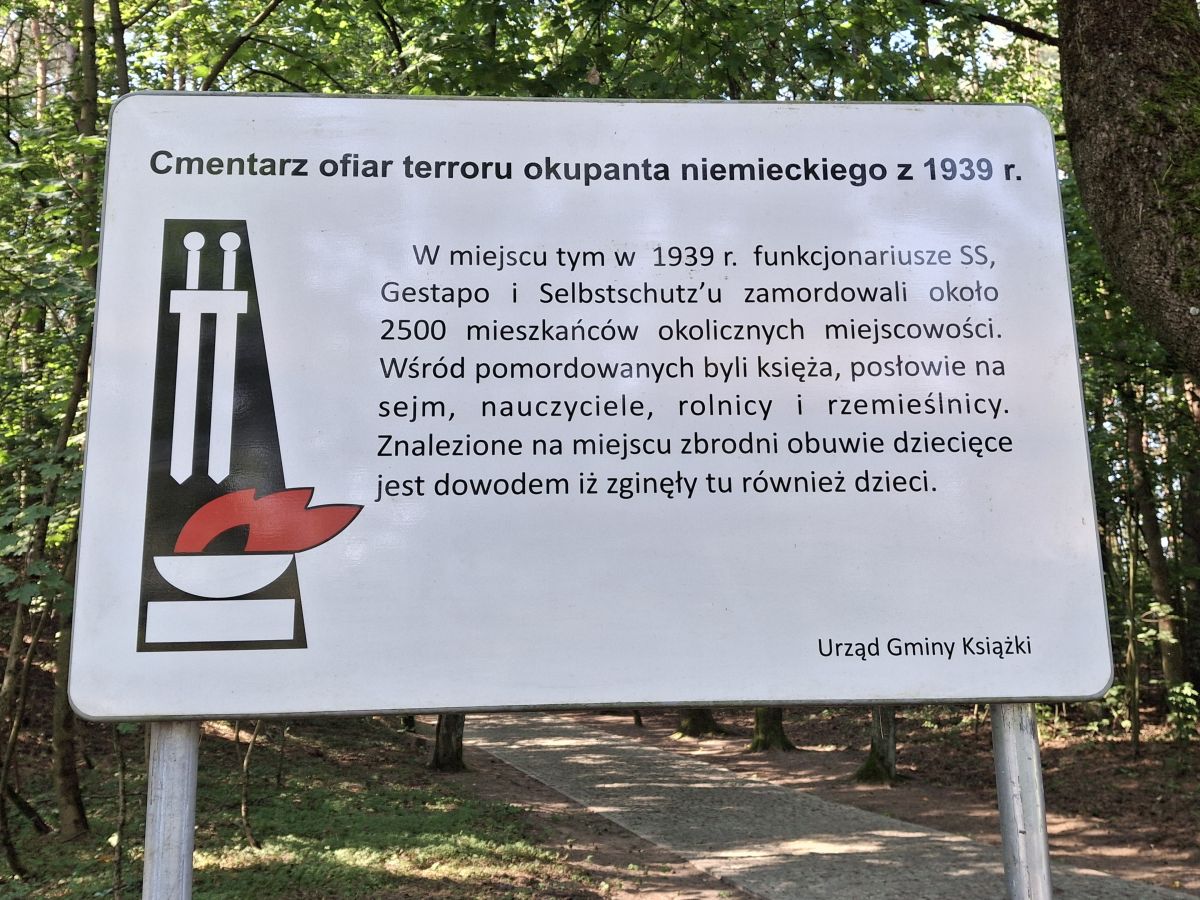 Cmentarz ofiar terroru okupanta niemieckiego z 1939 r.
W miejscu tym w 1939 r. funkcjonariusze SS,
Gestapo i Selbstschutz’u zamordowali około
2500 mieszkańców okolicznych miejscowości.
Wśród pomordowanych byli księża, posłowie na
sejm, nauczyciele, rolnicy i rzemieślnicy.
Znalezione na miejscu zbrodni obuwie dziecięce
jest dowodem iż zginęły tu również dzieci.
Urząd Gminy Książki